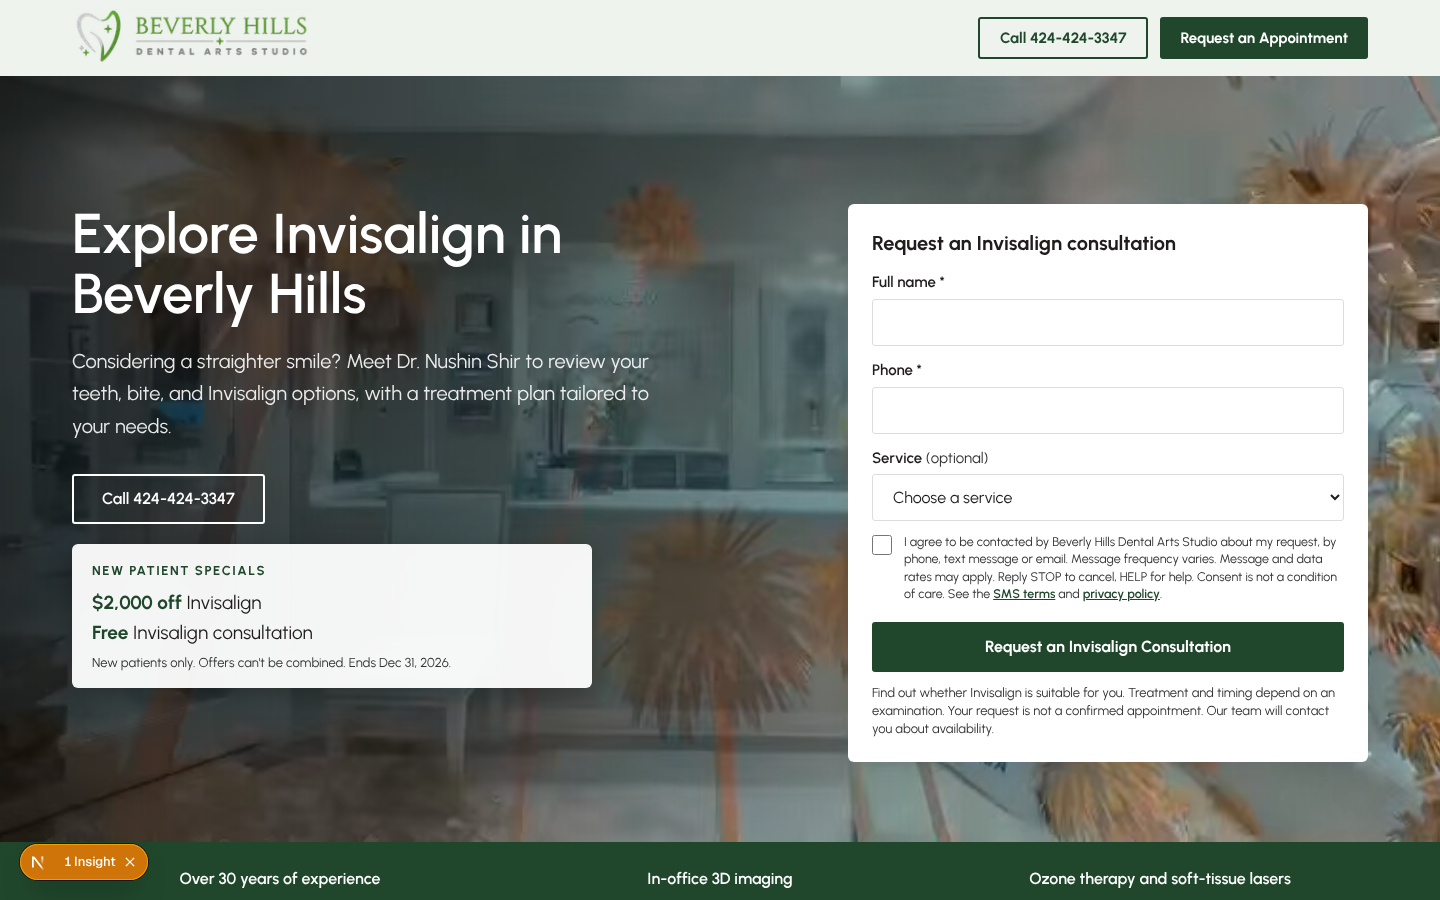 BEVERLY HILLS
DENTAL ARTS STUDIO
Call 424-424-3347
Request an Appointment
Explore Invisalign in
Beverly Hills
Considering a straighter smile? Meet Dr. Nushin Shir to review your
teeth, bite, and Invisalign options, with a treatment plan tailored to
your needs.
Call 424-424-3347
NEW PATIENT SPECIALS
$2,000 off Invisalign
Free Invisalign consultation
New patients only. Offers can't be combined. Ends Dec 31, 2026.
Request an Invisalign consultation
Full name *
Phone *
Service (optional)
Choose a service
I agree to be contacted by Beverly Hills Dental Arts Studio about my request, by
phone, text message or email. Message frequency varies. Message and data
rates may apply. Reply STOP to cancel, HELP for help. Consent is not a condition
of care. See the SMS terms and privacy policy.
Request an Invisalign Consultation
Find out whether Invisalign is suitable for you. Treatment and timing depend on an
examination. Your request is not a confirmed appointment. Our team will contact
you about availability.
N 1 Insight
Over 30 years of experience
In-office 3D imaging
Ozone therapy and soft-tissue lasers